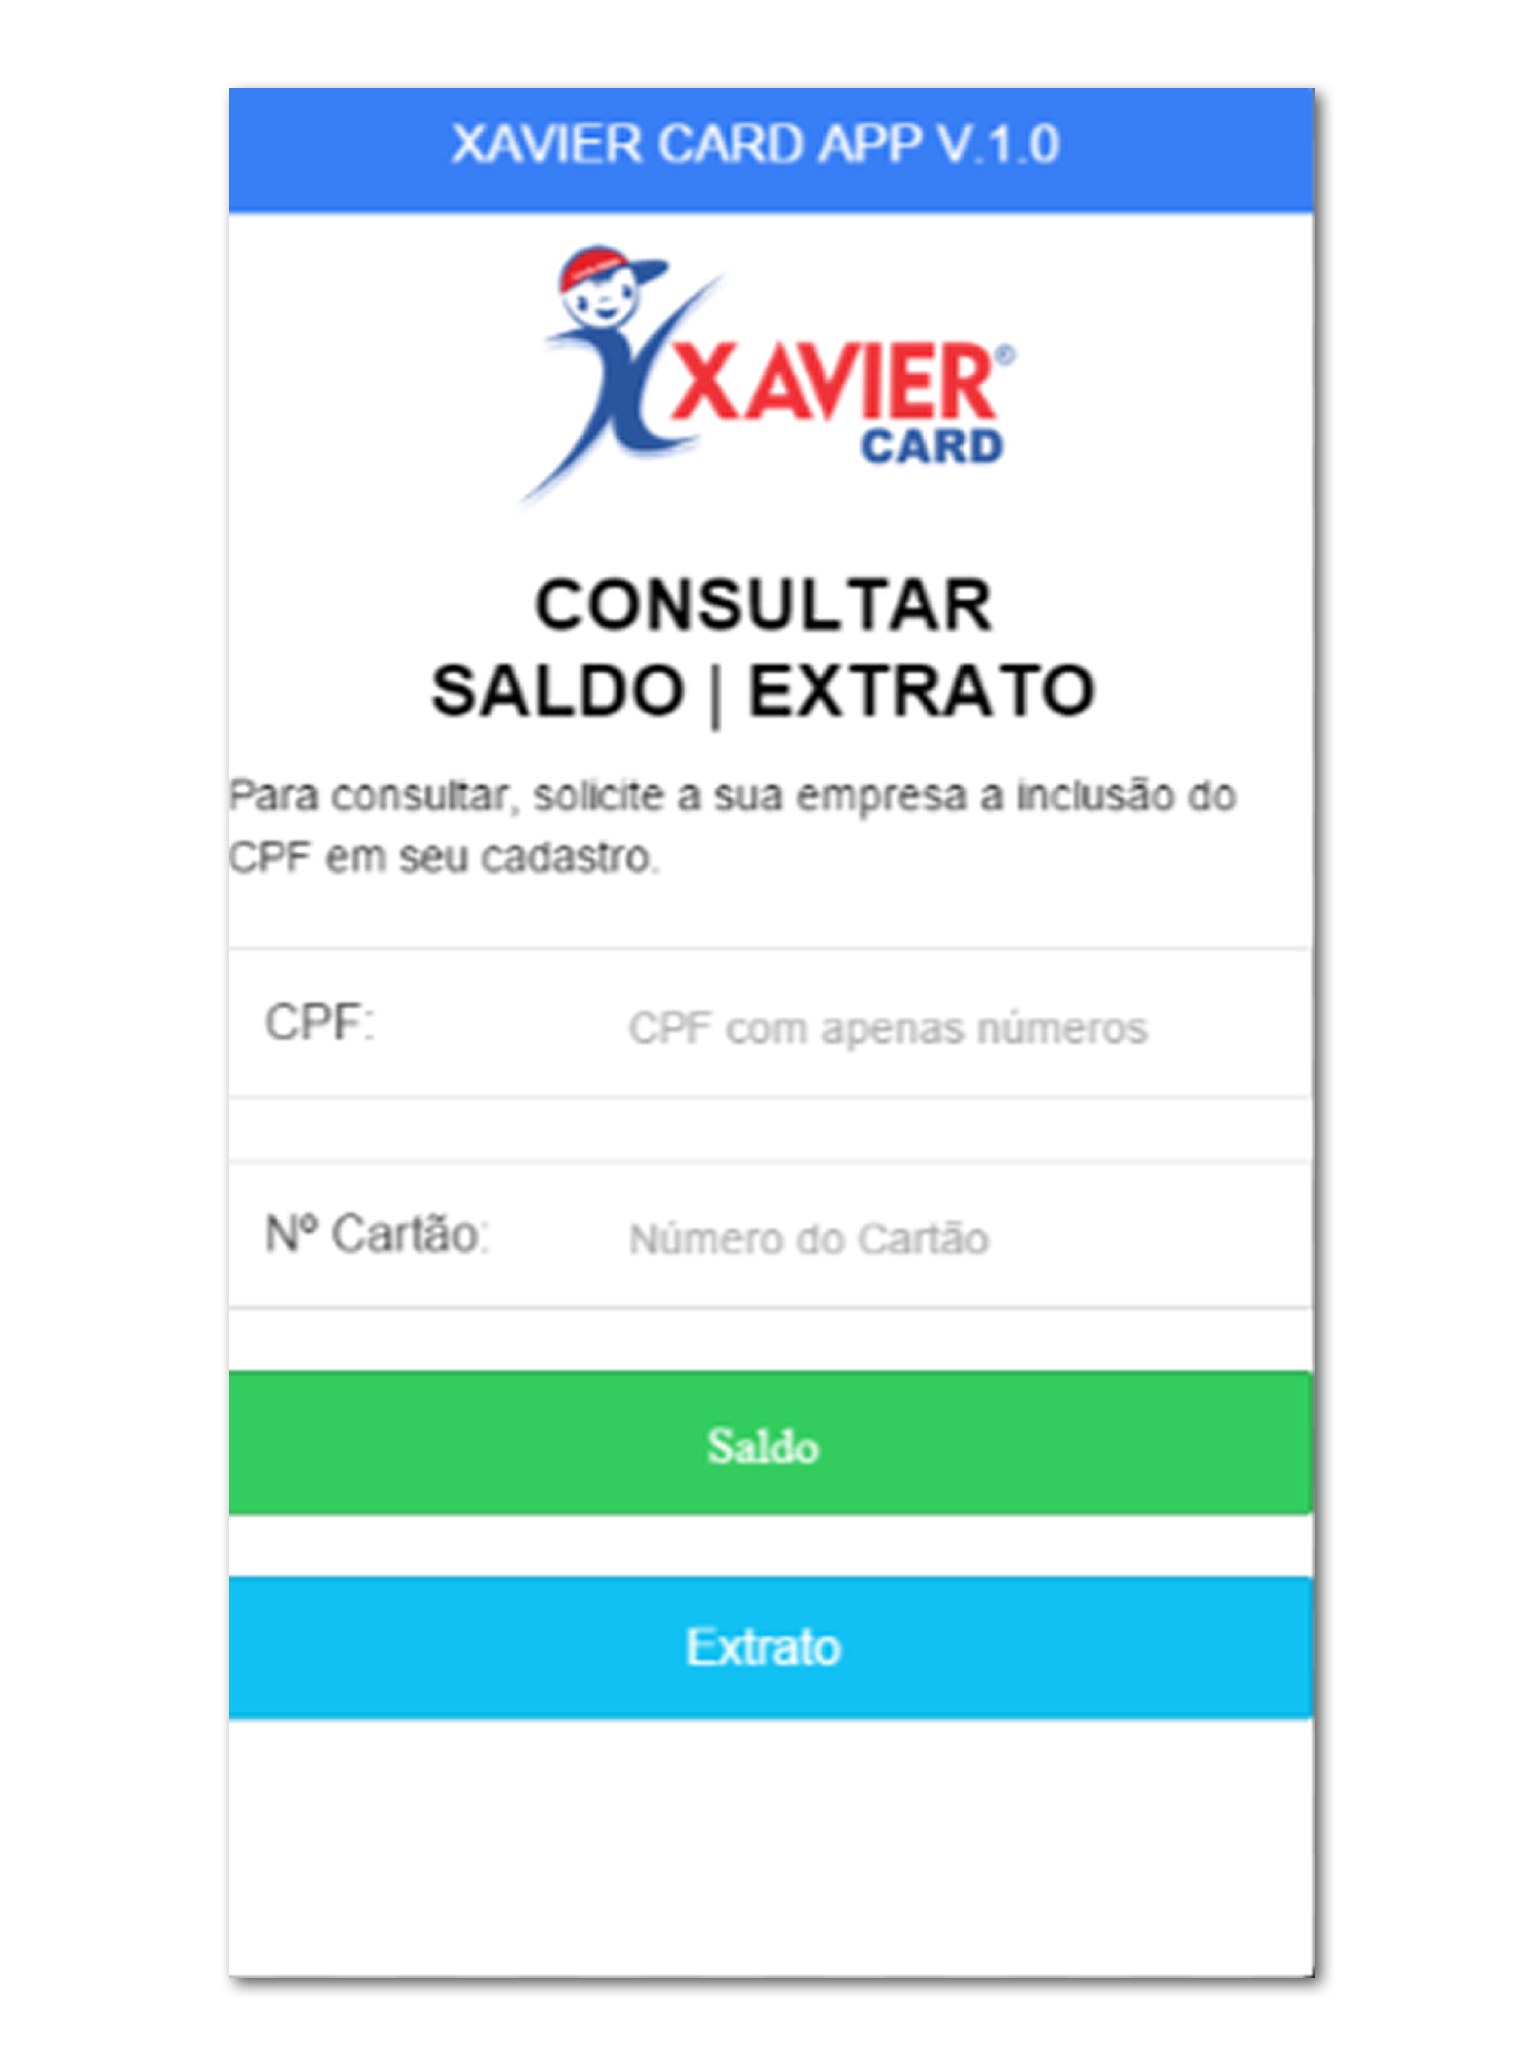 XAVIER CARD APP V.1.0
XAVIER
CARD
CONSULTAR
SALDO | EXTRATO
Para consultar, solicite a sua empresa a inclusão do
CPF em seu cadastro.
CPF: CPF com apenas números
Nº Cartão: Número do Cartão
Saldo
Extrato